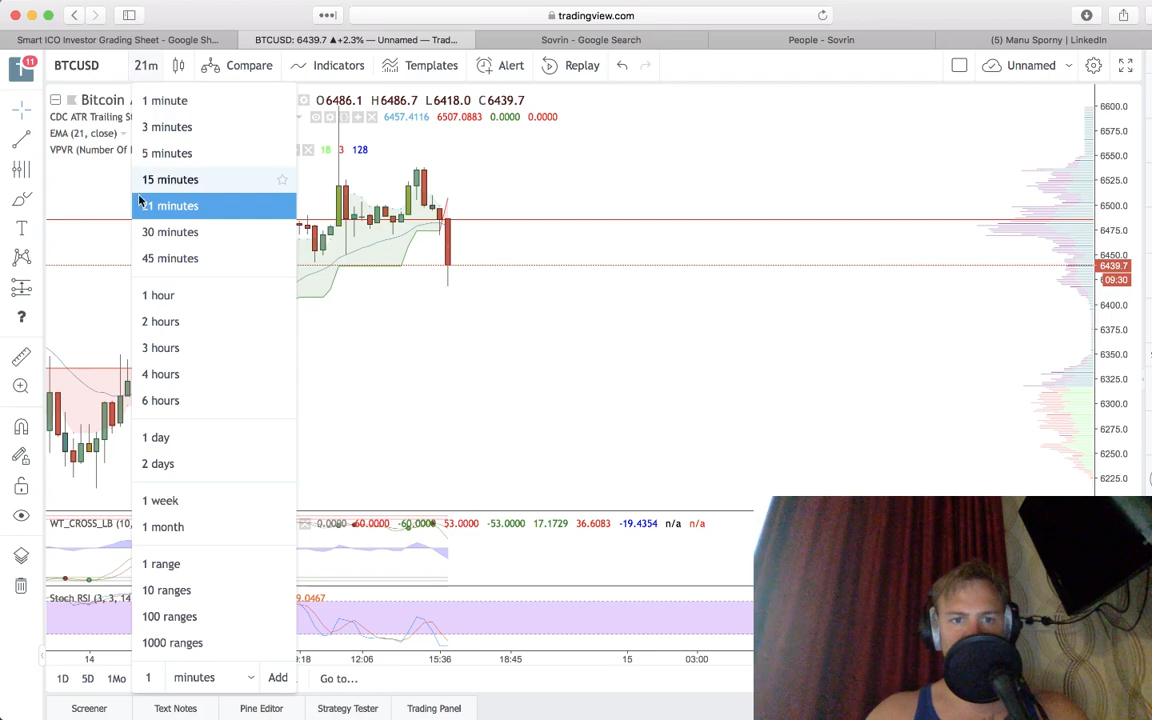 tradingview.com
Smart ICO Investor Grading Sheet - Google Sh...
BTCUSD: 6439.7 ▲+2.3% — Unnamed — Trad...
Sovrin - Google Search
People - Sovrin
(5) Manu Sporny | LinkedIn
11
BTCUSD
21m
Compare
Indicators
Templates
Alert
Replay
Unnamed
Bitcoin
O6486.1 H6486.7 L6418.0 C6439.7
CDC ATR Trailing St
6457.4116 6507.0883 0.0000 0.0000
EMA (21, close)
VPVR (Number Of
18 3 128
1 minute
3 minutes
5 minutes
15 minutes
21 minutes
30 minutes
45 minutes
1 hour
2 hours
3 hours
4 hours
6 hours
1 day
2 days
1 week
1 month
1 range
10 ranges
100 ranges
1000 ranges
1 minutes Add
6600.0
6575.0
6550.0
6525.0
6500.0
6475.0
6450.0
6439.7
09:30
6400.0
6375.0
6350.0
6325.0
6300.0
6275.0
6250.0
6225.0
WT_CROSS_LB (10,
0.0000 60.0000 -60.0000 53.0000 -53.0000 17.1729 36.6083 -19.4354 n/a n/a
Stoch RSI (3, 3, 14
9.0467
14
9:18
12:06
15:36
18:45
15
03:00
1D 5D 1Mo
Go to...
Screener
Text Notes
Pine Editor
Strategy Tester
Trading Panel